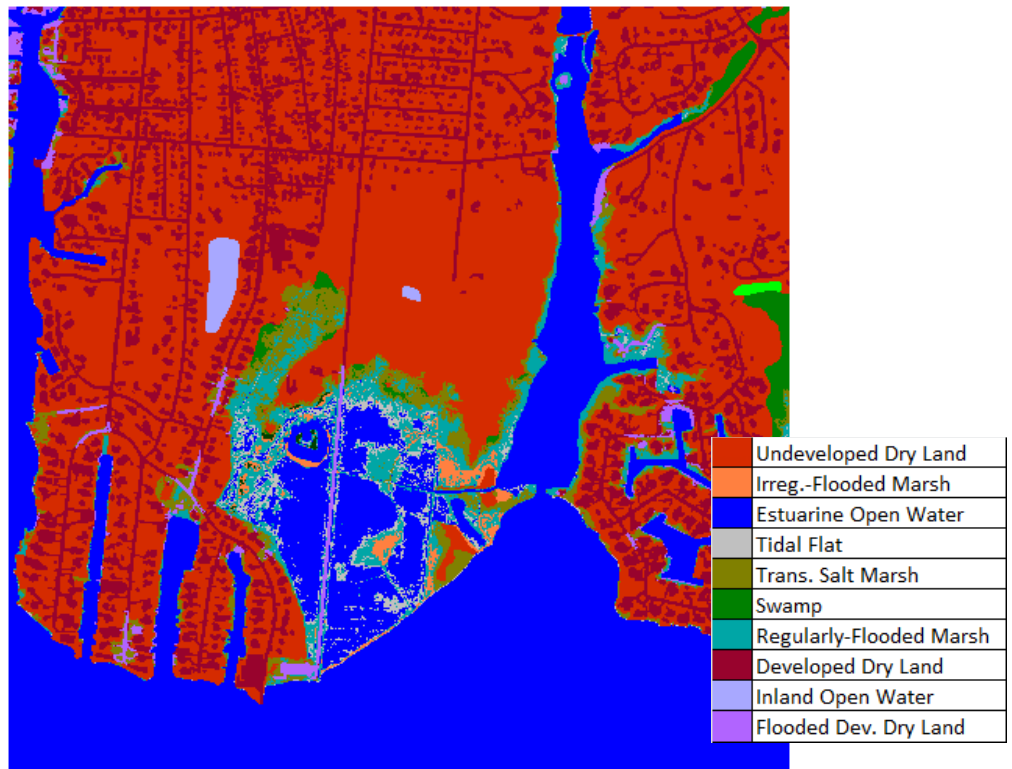 Undeveloped Dry Land
Irreg.-Flooded Marsh
Estuarine Open Water
Tidal Flat
Trans. Salt Marsh
Swamp
Regularly-Flooded Marsh
Developed Dry Land
Inland Open Water
Flooded Dev. Dry Land